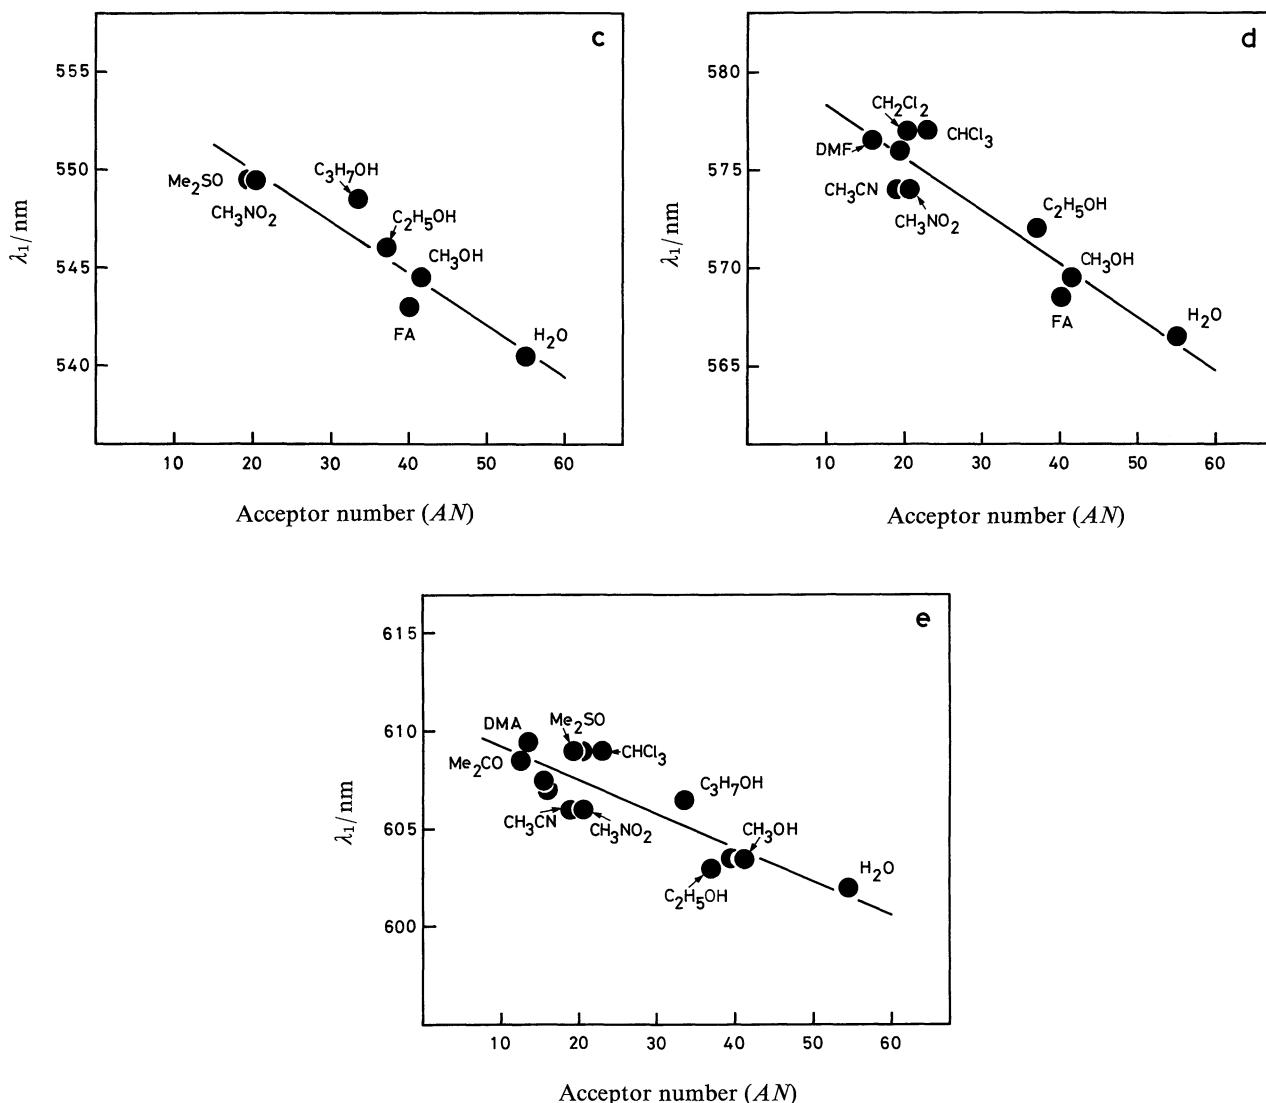 c
555
550
545
540
λ₁/nm
Me₂SO
CH₃NO₂
C₃H₇OH
C₂H₅OH
CH₃OH
FA
H₂O
10 20 30 40 50 60
Acceptor number (AN)
d
580
575
570
565
λ₁/nm
CH₂Cl₂
CHCl₃
DMF
CH₃CN
CH₃NO₂
C₂H₅OH
CH₃OH
FA
H₂O
10 20 30 40 50 60
Acceptor number (AN)
e
615
610
605
600
λ₁/nm
DMA
Me₂SO
CHCl₃
Me₂CO
CH₃CN
CH₃NO₂
C₃H₇OH
CH₃OH
C₂H₅OH
H₂O
10 20 30 40 50 60
Acceptor number (AN)